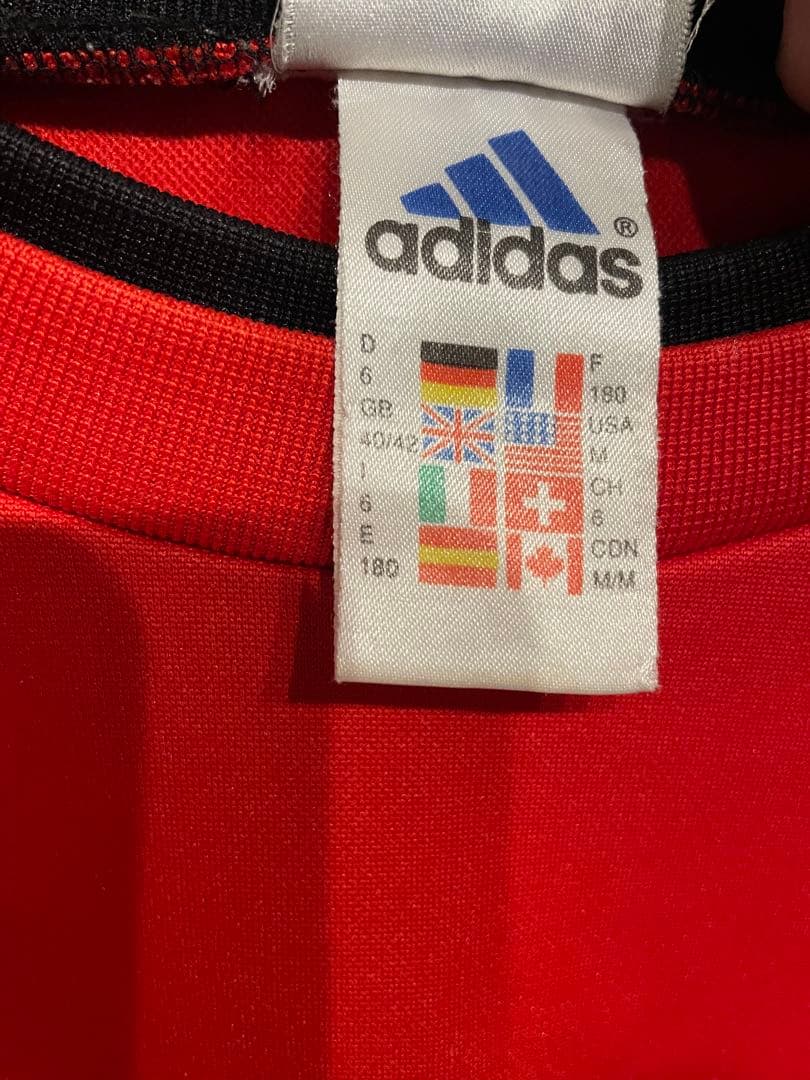 adidas®
D
6
GB
40/42
I
6
E
180
F
180
USA
M
CH
6
CDN
M/M